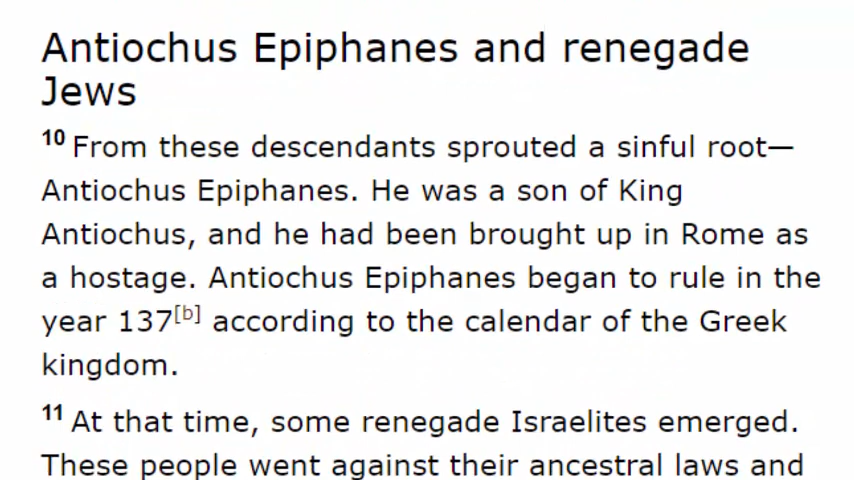 Antiochus Epiphanes and renegade
Jews
10 From these descendants sprouted a sinful root—
Antiochus Epiphanes. He was a son of King
Antiochus, and he had been brought up in Rome as
a hostage. Antiochus Epiphanes began to rule in the
year 137[b] according to the calendar of the Greek
kingdom.
11 At that time, some renegade Israelites emerged.
These people went against their ancestral laws and